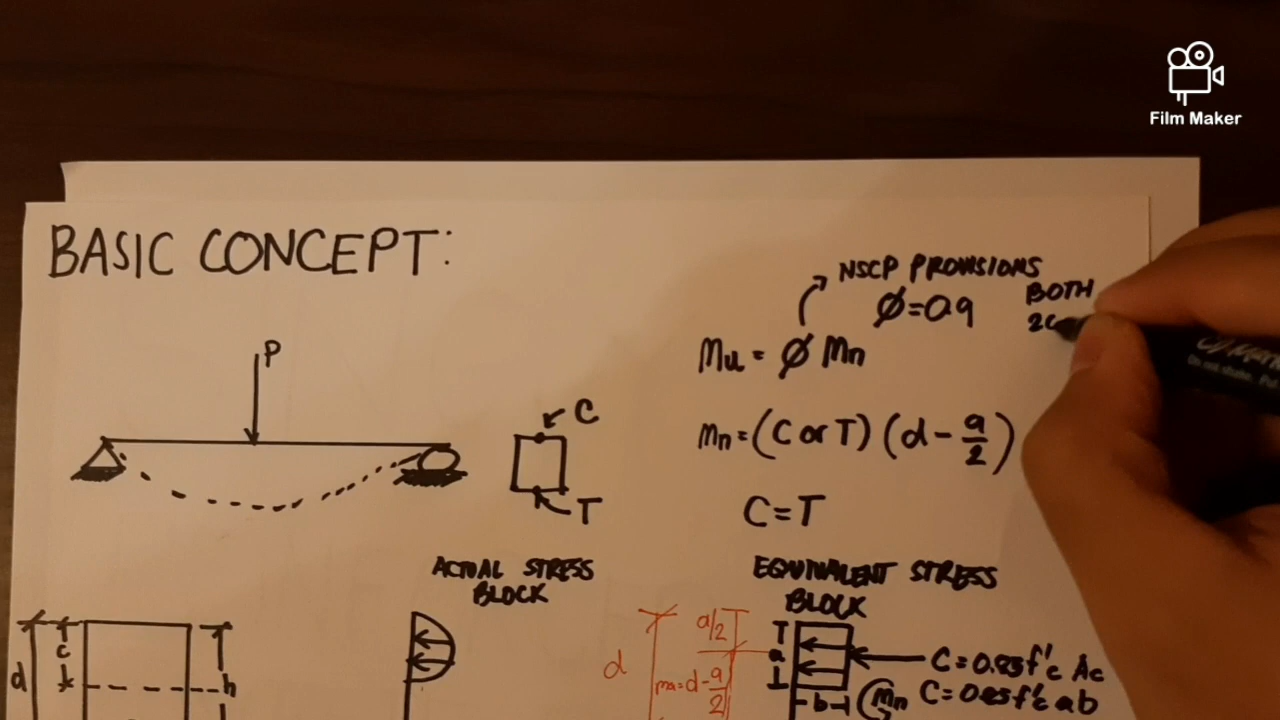 Film Maker
BASIC CONCEPT:
NSCP PROVISIONS
Ø=0.9
BOTH
P
Mu = Ø Mn
C
Mn = (C or T) (d - a/2)
T
C=T
ACTUAL STRESS
BLOCK
EQUIVALENT STRESS
BLOCK
d
c
h
d
a/2
ma=d-a/2
a
b
Mn
C=0.85f'c Ac
C=0.85f'c ab